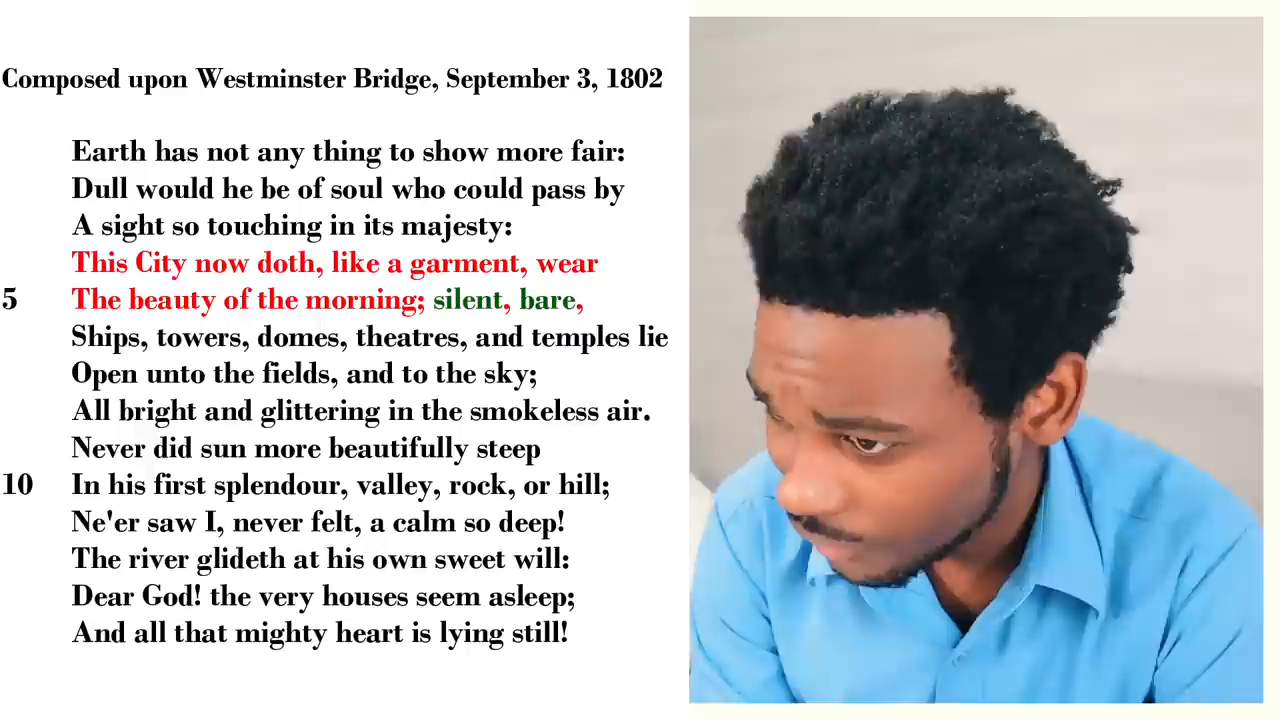 Composed upon Westminster Bridge, September 3, 1802
Earth has not any thing to show more fair:
Dull would he be of soul who could pass by
A sight so touching in its majesty:
This City now doth, like a garment, wear
5 The beauty of the morning; silent, bare,
Ships, towers, domes, theatres, and temples lie
Open unto the fields, and to the sky;
All bright and glittering in the smokeless air.
Never did sun more beautifully steep
10 In his first splendour, valley, rock, or hill;
Ne'er saw I, never felt, a calm so deep!
The river glideth at his own sweet will:
Dear God! the very houses seem asleep;
And all that mighty heart is lying still!